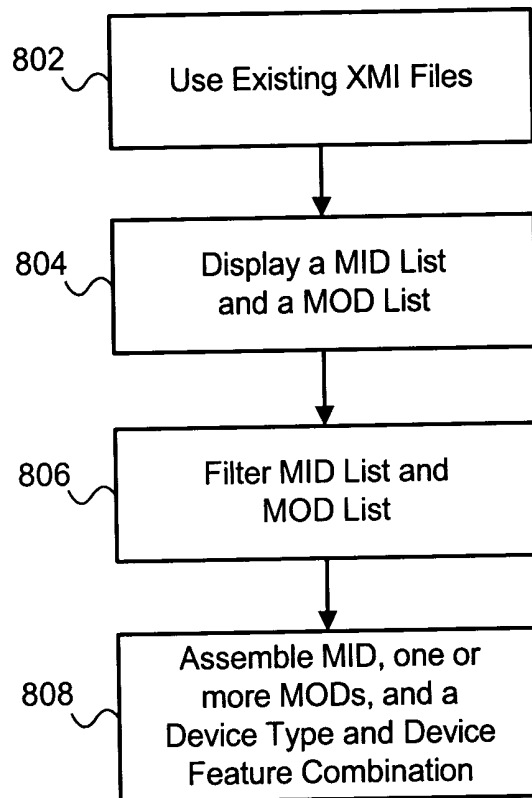 802
Use Existing XMI Files
804
Display a MID List
and a MOD List
806
Filter MID List and
MOD List
808
Assemble MID, one or
more MODs, and a
Device Type and Device
Feature Combination